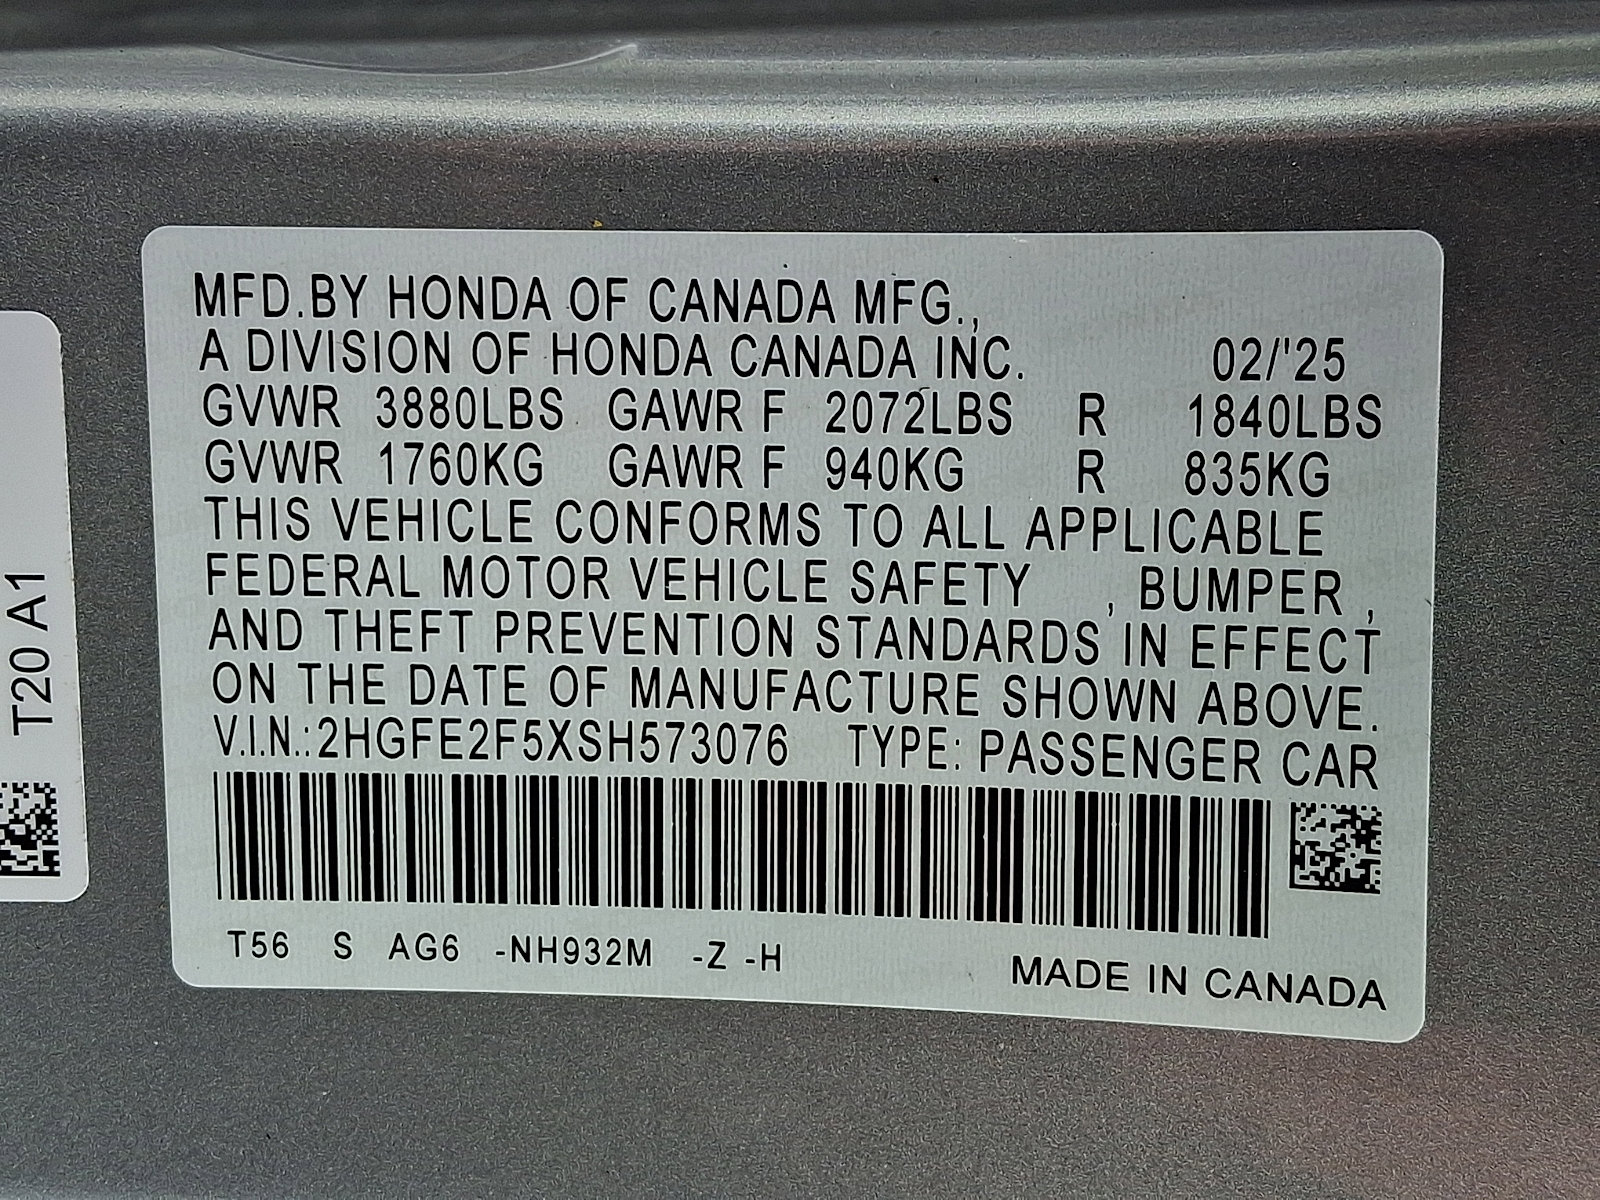 MFD.BY HONDA OF CANADA MFG.,
A DIVISION OF HONDA CANADA INC. 02/'25
GVWR 3880LBS GAWR F 2072LBS R 1840LBS
GVWR 1760KG GAWR F 940KG R 835KG
THIS VEHICLE CONFORMS TO ALL APPLICABLE
FEDERAL MOTOR VEHICLE SAFETY , BUMPER ,
AND THEFT PREVENTION STANDARDS IN EFFECT
ON THE DATE OF MANUFACTURE SHOWN ABOVE.
V.I.N.:2HGFE2F5XSH573076 TYPE: PASSENGER CAR
T56 S AG6 -NH932M -Z -H
MADE IN CANADA
T20 A1